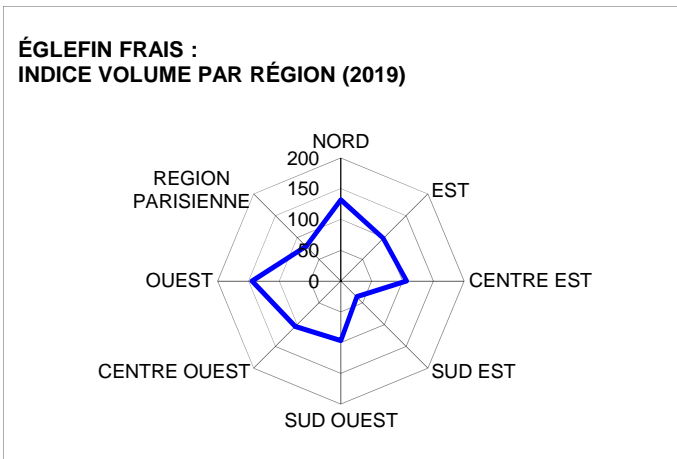 ÉGLEFIN FRAIS :
INDICE VOLUME PAR RÉGION (2019)
NORD
200
150
100
50
0
EST
CENTRE EST
SUD EST
SUD OUEST
CENTRE OUEST
OUEST
REGION
PARISIENNE